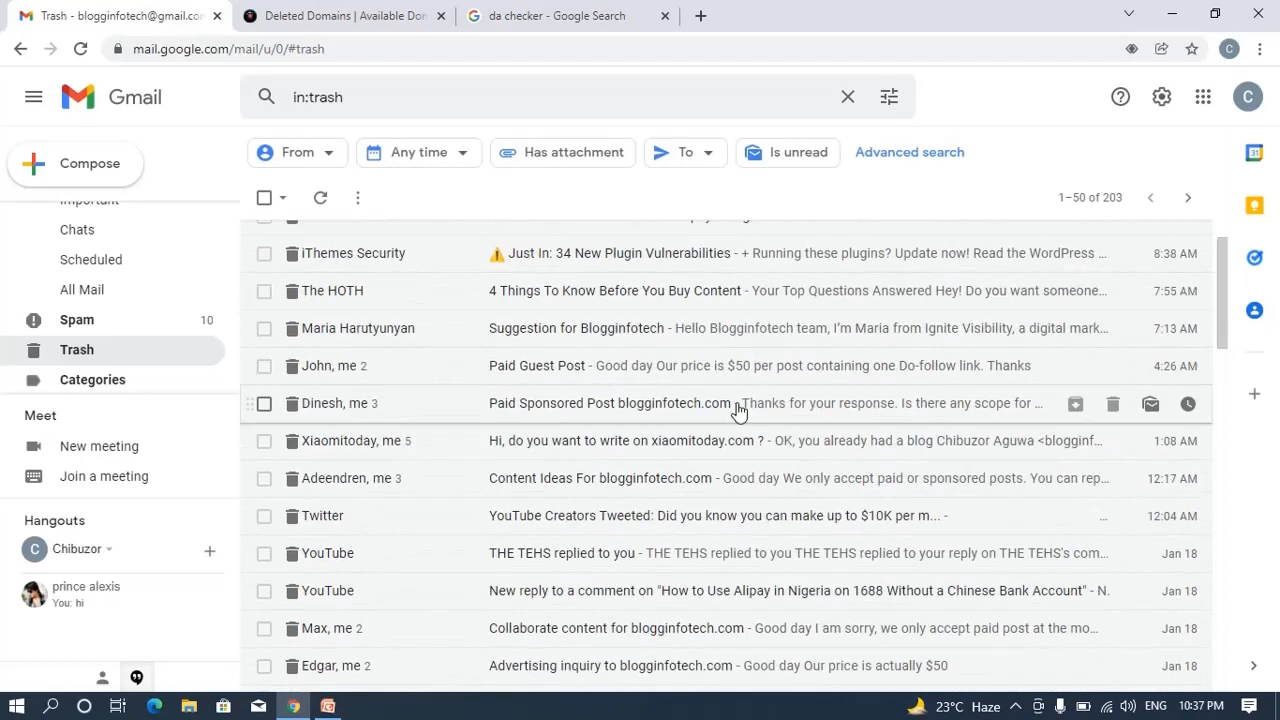 Trash - blogginfotech@gmail.com
Deleted Domains | Available Dom
da checker - Google Search
mail.google.com/mail/u/0/#trash
C
Gmail
in:trash
C
Compose
From
Any time
Has attachment
To
Is unread
Advanced search
1–50 of 203
Important
Chats
Scheduled
All Mail
Spam 10
Trash
Categories
Meet
New meeting
Join a meeting
Hangouts
C Chibuzor
prince alexis
You: hi
iThemes Security ⚠ Just In: 34 New Plugin Vulnerabilities - + Running these plugins? Update now! Read the WordPress ... 8:38 AM
The HOTH 4 Things To Know Before You Buy Content - Your Top Questions Answered Hey! Do you want someone... 7:55 AM
Maria Harutyunyan Suggestion for Blogginfotech - Hello Blogginfotech team, I'm Maria from Ignite Visibility, a digital mark... 7:13 AM
John, me 2 Paid Guest Post - Good day Our price is $50 per post containing one Do-follow link. Thanks 4:26 AM
Dinesh, me 3 Paid Sponsored Post blogginfotech.com - Thanks for your response. Is there any scope for ...
Xiaomitoday, me 5 Hi, do you want to write on xiaomitoday.com ? - OK, you already had a blog Chibuzor Aguwa <blogginf... 1:08 AM
Adeendren, me 3 Content Ideas For blogginfotech.com - Good day We only accept paid or sponsored posts. You can rep... 12:17 AM
Twitter YouTube Creators Tweeted: Did you know you can make up to $10K per m... - ... 12:04 AM
YouTube THE TEHS replied to you - THE TEHS replied to you THE TEHS replied to your reply on THE TEHS's com... Jan 18
YouTube New reply to a comment on "How to Use Alipay in Nigeria on 1688 Without a Chinese Bank Account" - N. Jan 18
Max, me 2 Collaborate content for blogginfotech.com - Good day I am sorry, we only accept paid post at the mo... Jan 18
Edgar, me 2 Advertising inquiry to blogginfotech.com - Good day Our price is actually $50 Jan 18
23°C Haze ENG 10:37 PM